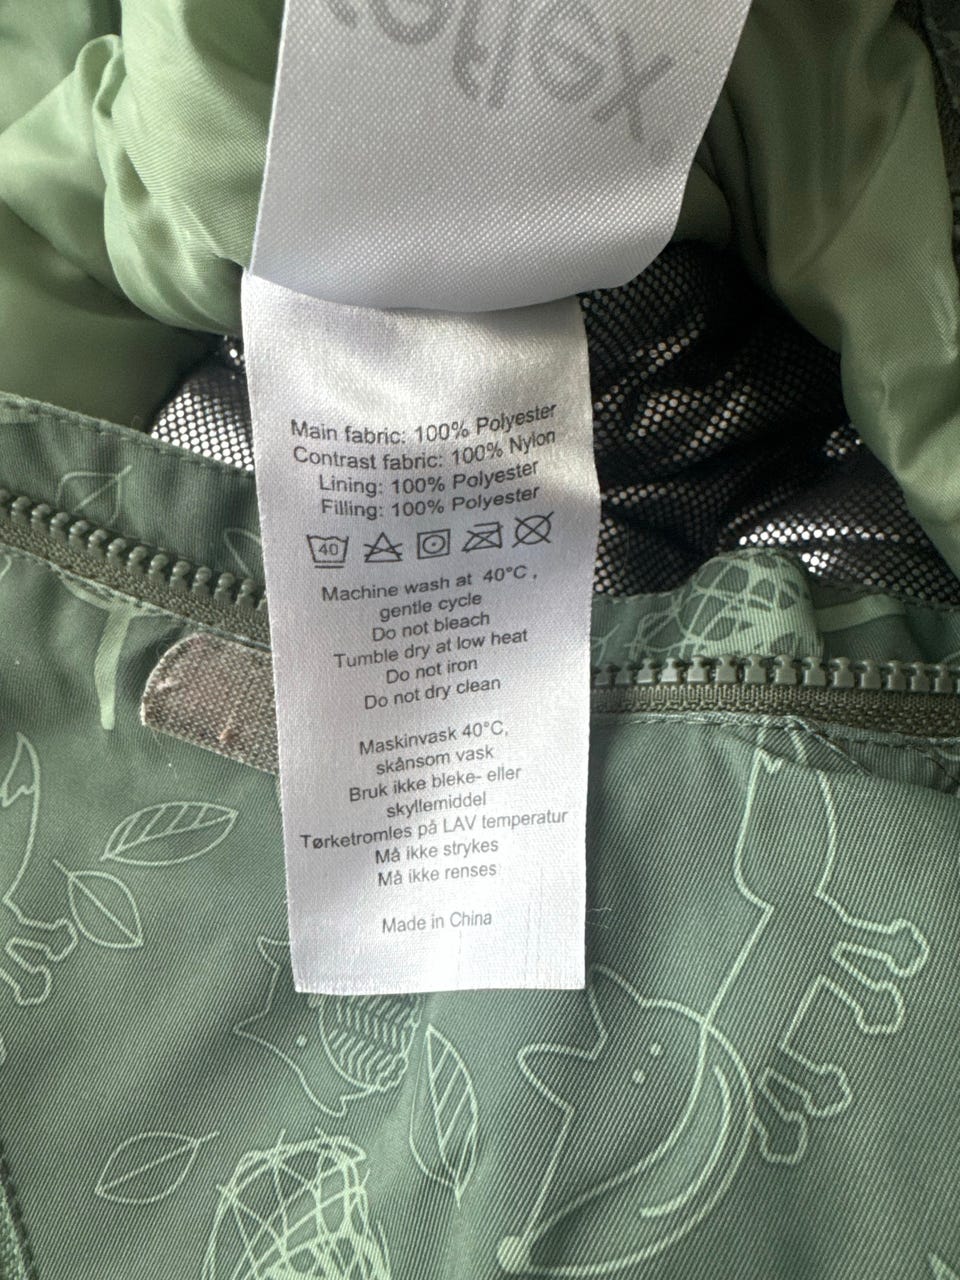 Main fabric: 100% Polyester
Contrast fabric: 100% Nylon
Lining: 100% Polyester
Filling: 100% Polyester
40
Machine wash at 40°C ,
gentle cycle
Do not bleach
Tumble dry at low heat
Do not iron
Do not dry clean
Maskinvask 40°C,
skånsom vask
Bruk ikke bleke- eller
skyllemiddel
Tørketromles på LAV temperatur
Må ikke strykes
Må ikke renses
Made in China